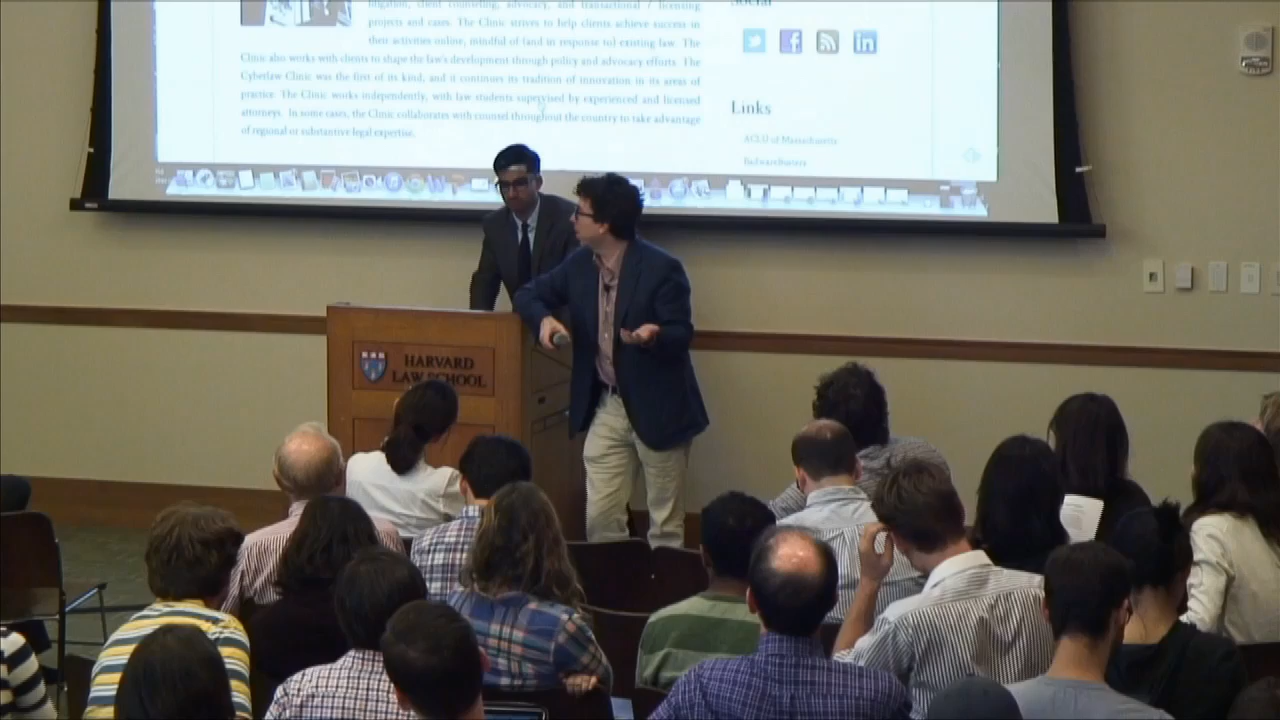 litigation, client counseling, advocacy, and transactional / licensing
projects and cases. The Clinic strives to help clients achieve success in
their activities online, mindful of (and in response to) existing law. The
Clinic also works with clients to shape the law's development through policy and advocacy efforts. The
Cyberlaw Clinic was the first of its kind, and it continues its tradition of innovation in its areas of
practice. The Clinic works independently, with law students supervised by experienced and licensed
attorneys. In some cases, the Clinic collaborates with counsel throughout the country to take advantage
of regional or substantive legal expertise.
Social
Links
ACLU of Massachusetts
BadwareBusters
HARVARD
LAW SCHOOL